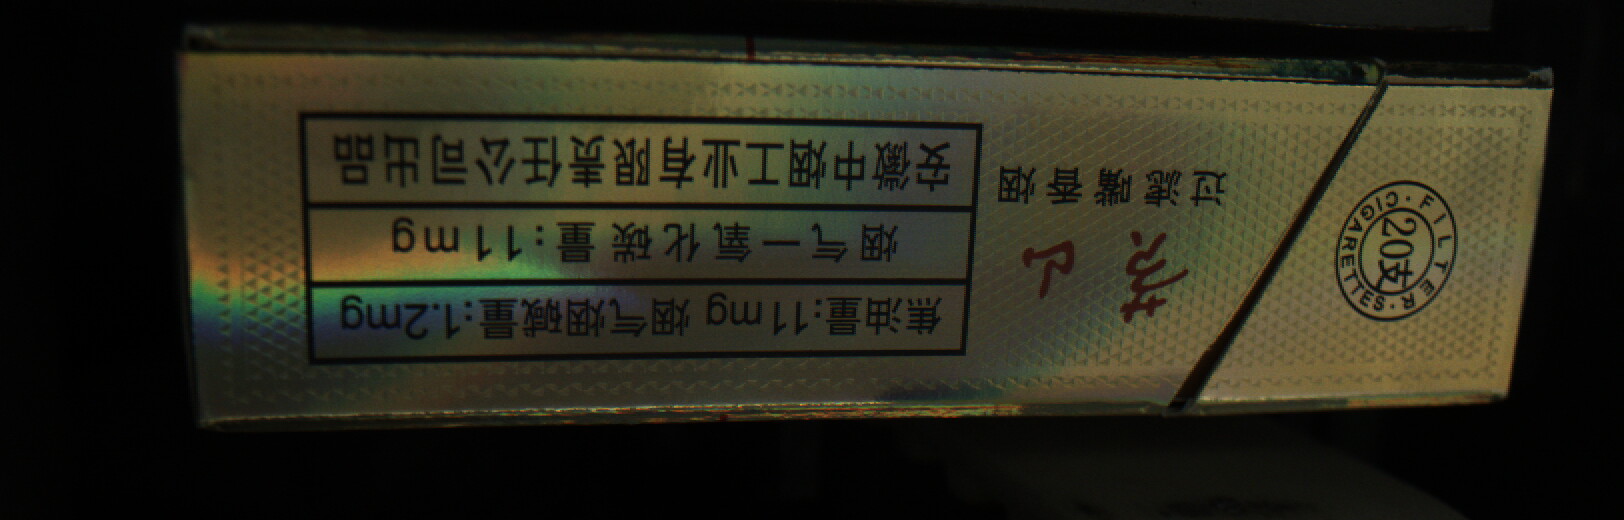 FILTER · CIGARETTES ·
20支
黄山
过滤嘴香烟
焦油量:11mg 烟气烟碱量:1.2mg
烟气一氧化碳量:11mg
安徽中烟工业有限责任公司出品